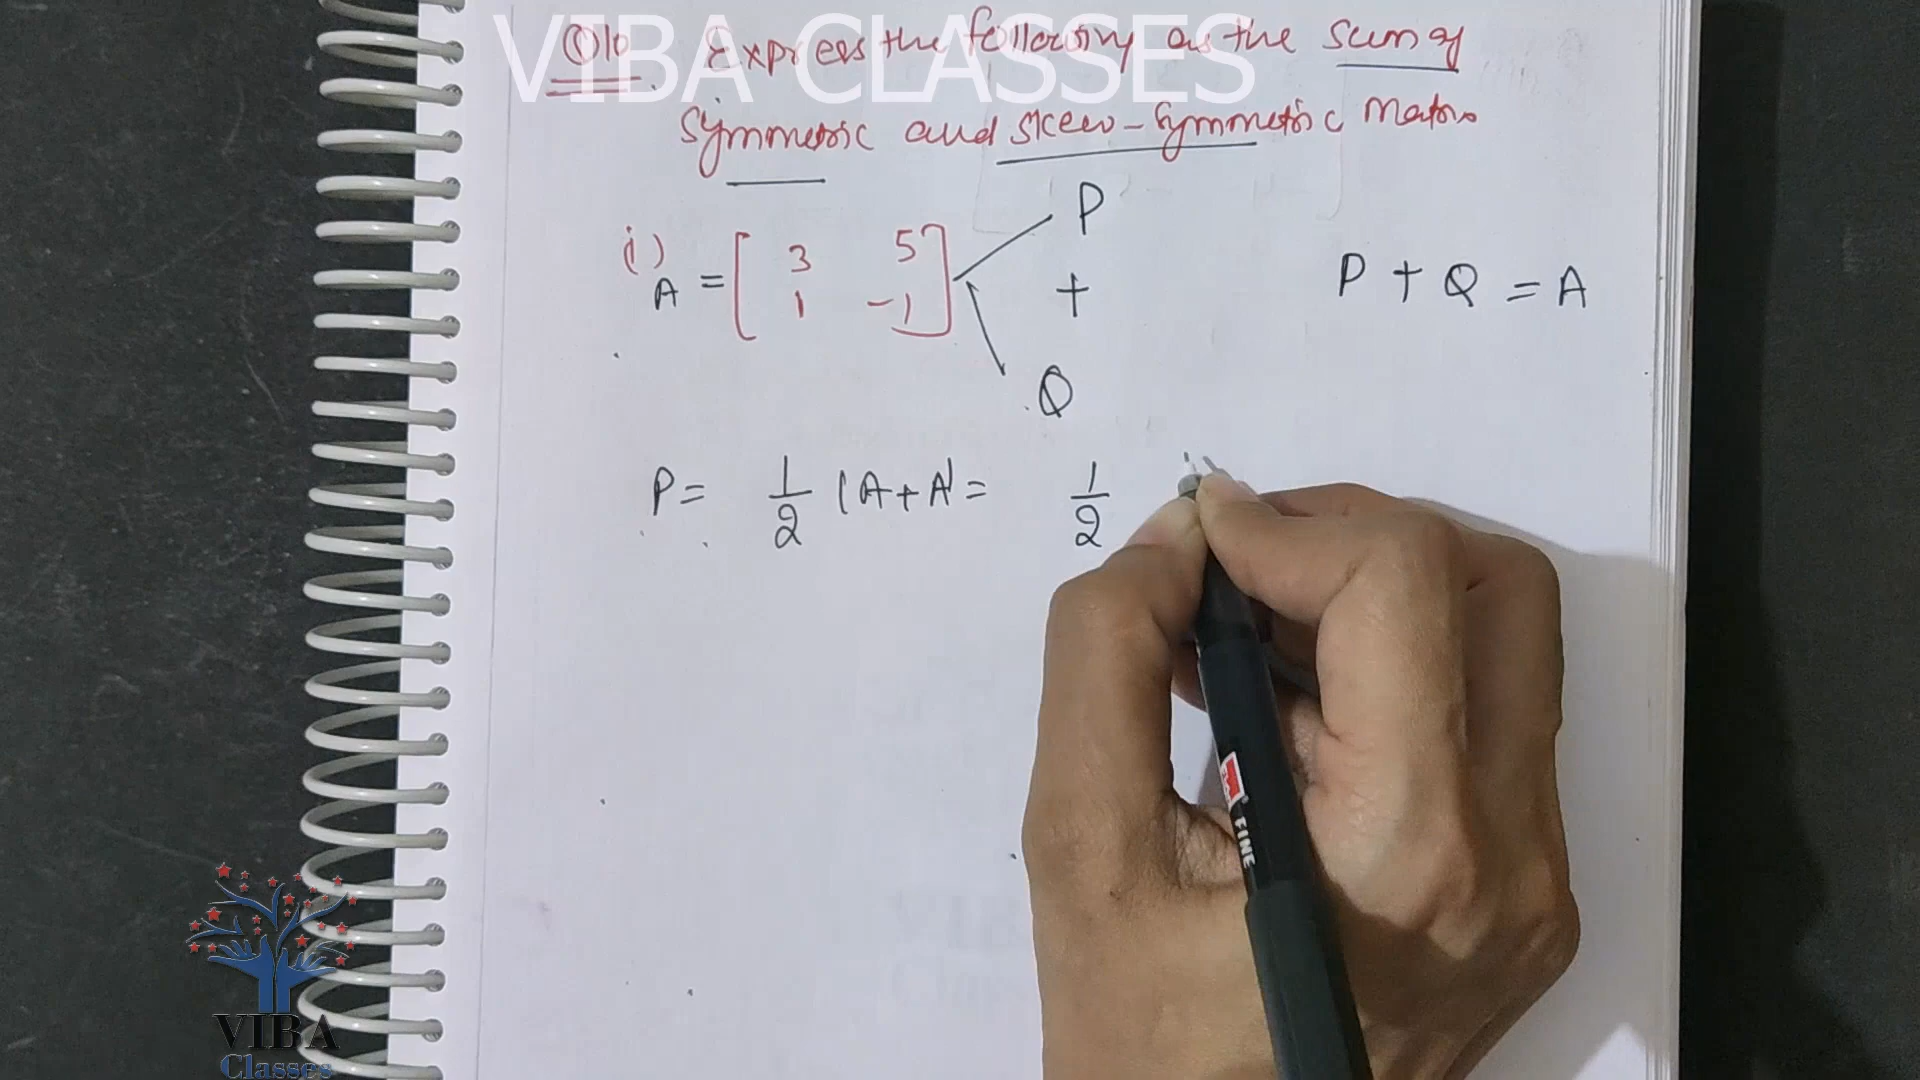 VIBA CLASSES
Q10. Express the following as the sum of
Symmetric and skew-symmetric Matrix
(i) A = [ 3 5
1 -1 ]
P
+
Q
P + Q = A
P = 1/2 (A + A' = 1/2
FINE
VIBA
Classes